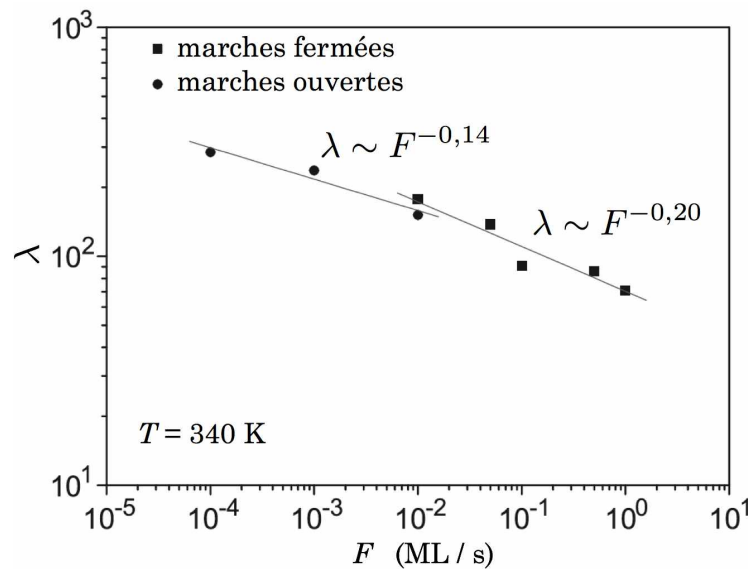 10³
■ marches fermées
● marches ouvertes
λ ∼ F⁻⁰,¹⁴
λ ∼ F⁻⁰,²⁰
λ
10²
T = 340 K
10¹
10⁻⁵ 10⁻⁴ 10⁻³ 10⁻² 10⁻¹ 10⁰ 10¹
F (ML / s)